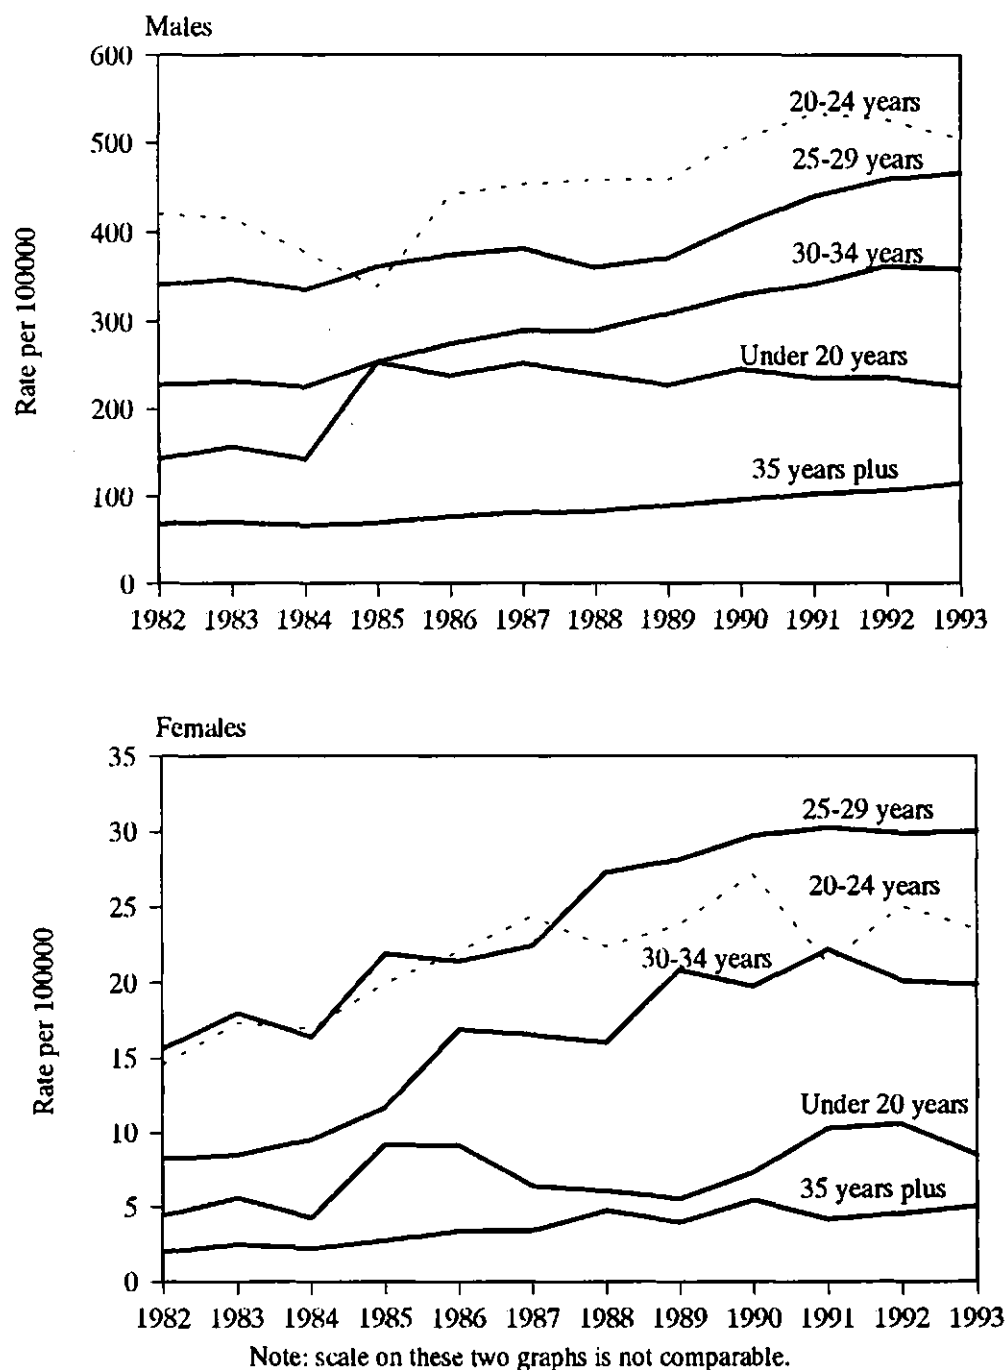 Males
600
500
400
300
200
100
0
Rate per 100000
20-24 years
25-29 years
30-34 years
Under 20 years
35 years plus
1982 1983 1984 1985 1986 1987 1988 1989 1990 1991 1992 1993
Females
35
30
25
20
15
10
5
0
Rate per 100000
25-29 years
20-24 years
30-34 years
Under 20 years
35 years plus
1982 1983 1984 1985 1986 1987 1988 1989 1990 1991 1992 1993
Note: scale on these two graphs is not comparable.